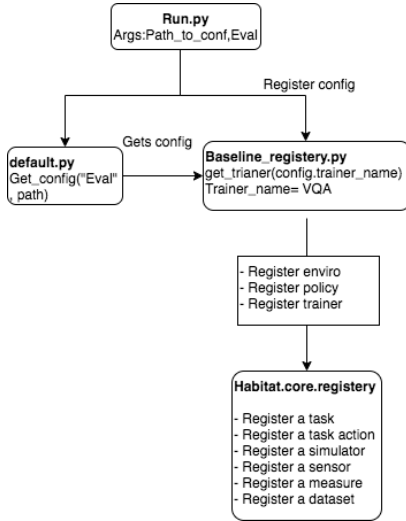 Run.py
Args:Path_to_conf,Eval
Register config
Gets config
default.py
Get_config("Eval"
, path)
Baseline_registery.py
get_trianer(config.trainer_name)
Trainer_name= VQA
- Register enviro
- Register policy
- Register trainer
Habitat.core.registery
- Register a task
- Register a task action
- Register a simulator
- Register a sensor
- Register a measure
- Register a dataset